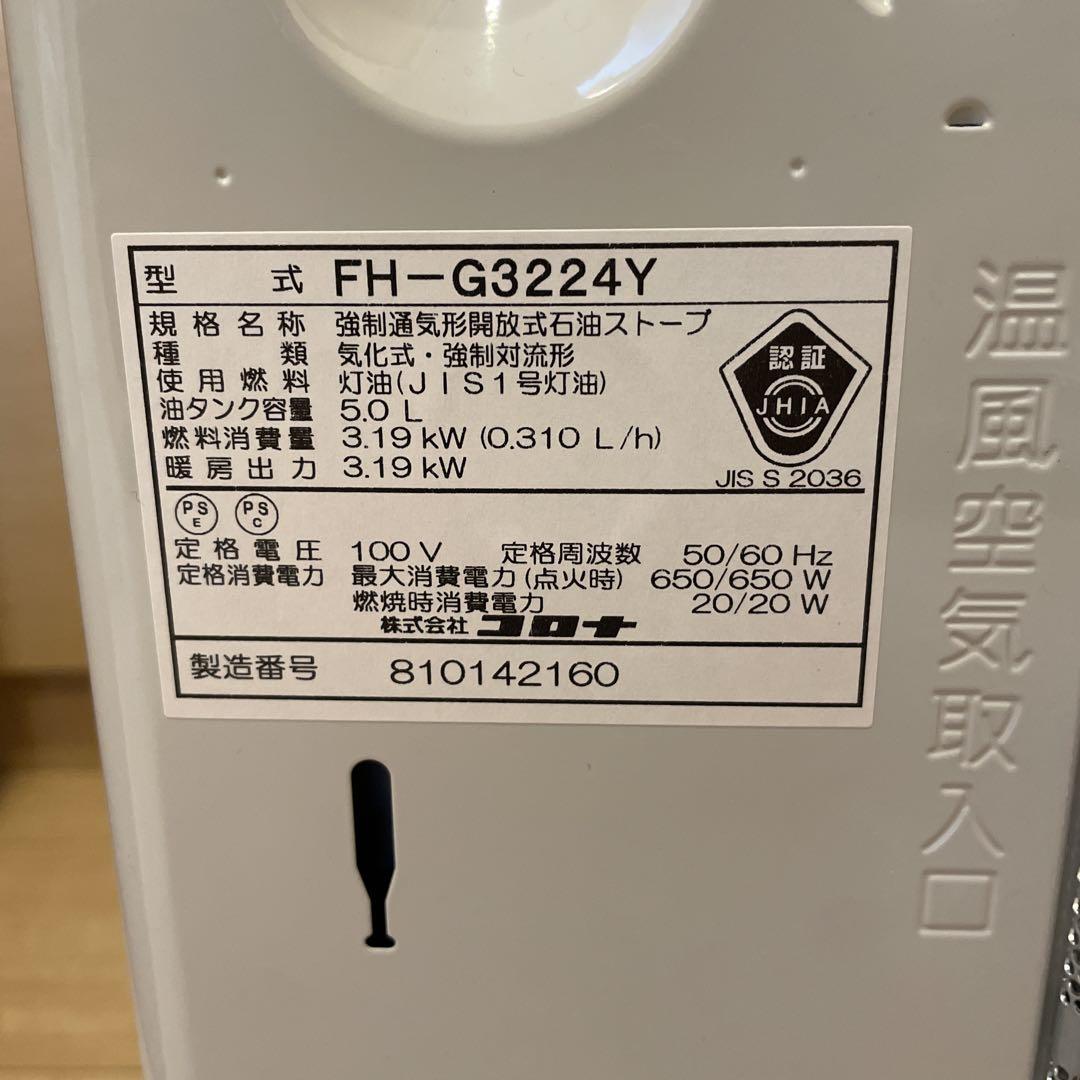 型式 FH-G3224Y
規格名称 強制通気形開放式石油ストーブ
種類 気化式・強制対流形
使用燃料 灯油(JIS1号灯油)
油タンク容量 5.0 L
燃料消費量 3.19 kW (0.310 L/h)
暖房出力 3.19 kW
認証
JHIA
JIS S 2036
PS E PS C
定格電圧 100 V 定格周波数 50/60 Hz
定格消費電力 最大消費電力(点火時) 650/650 W
燃焼時消費電力 20/20 W
株式会社 コロナ
製造番号 810142160
温風空気取入口